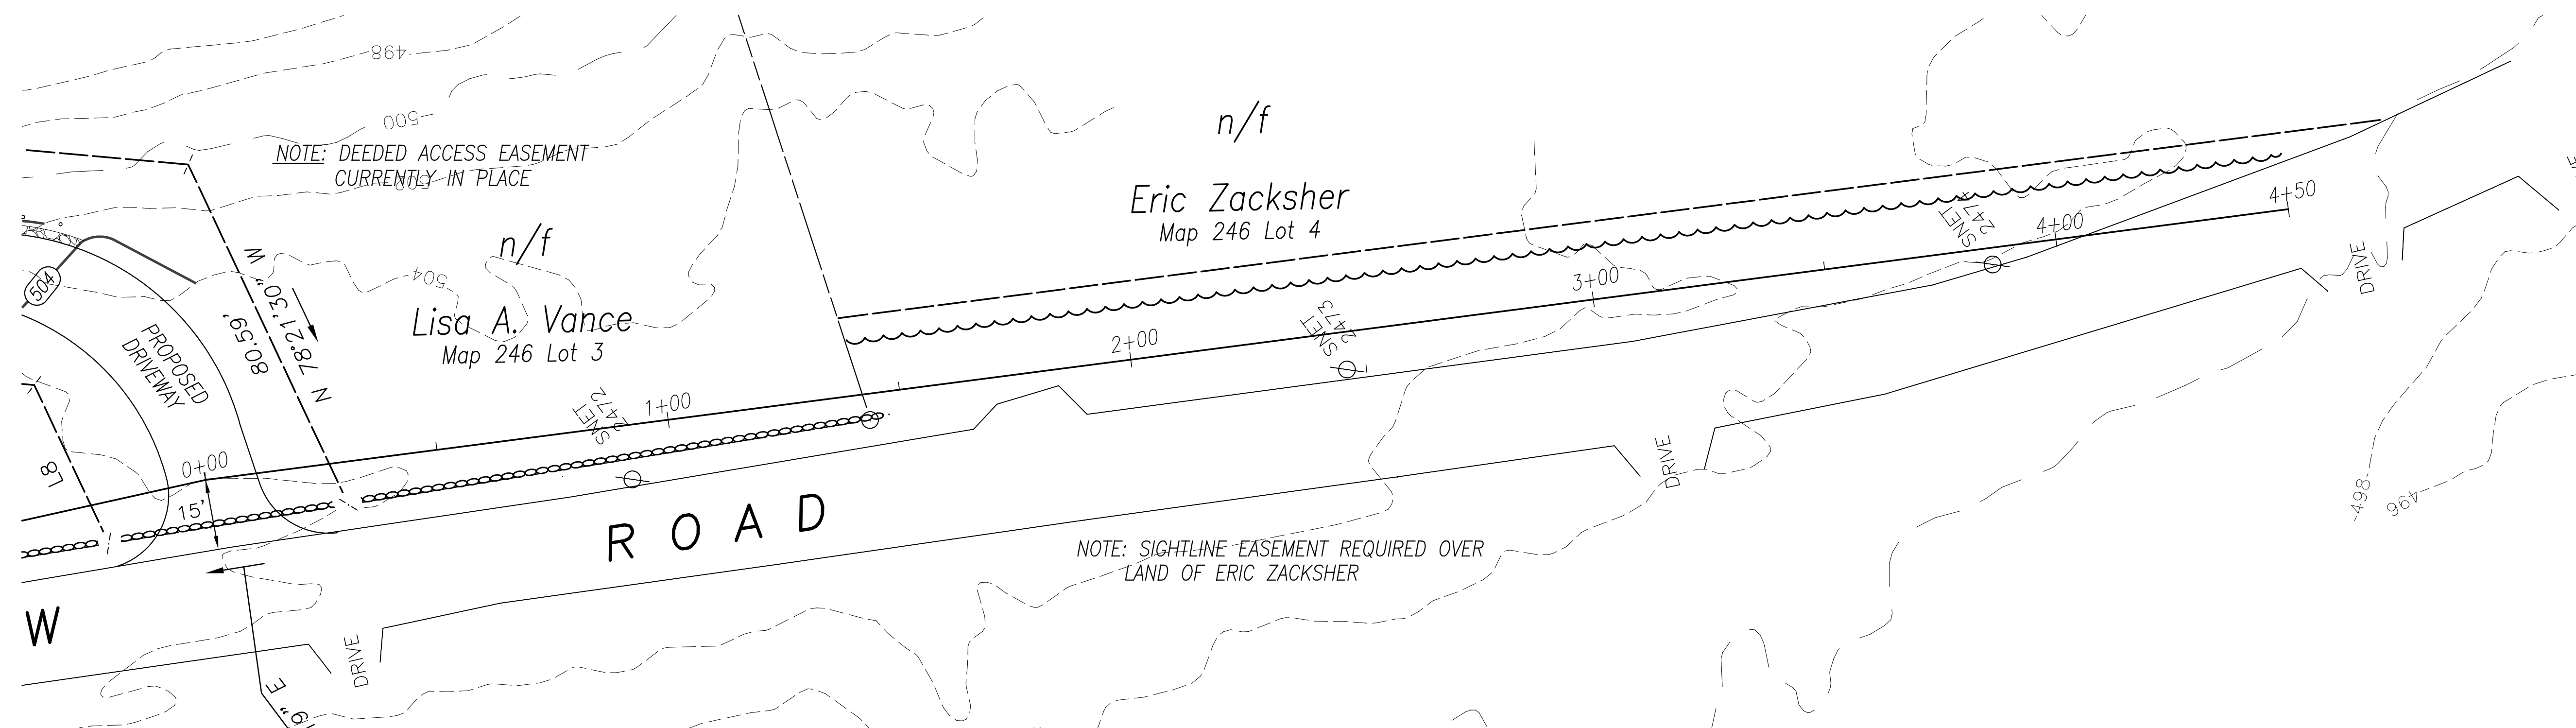 498
500
NOTE: DEEDED ACCESS EASEMENT
CURRENTLY IN PLACE
502
n/f
Eric Zacksher
Map 246 Lot 4
n/f
Lisa A. Vance
Map 246 Lot 3
504
504
PROPOSED
DRIVEWAY
N 78°21'30" W
80.59'
L8
15'
0+00
1+00
2+00
3+00
4+00
4+50
SNET
2472
SNET
2473
SNET
2474
ROAD
W
DRIVE
DRIVE
DRIVE
NOTE: SIGHTLINE EASEMENT REQUIRED OVER
LAND OF ERIC ZACKSHER
498
496
E